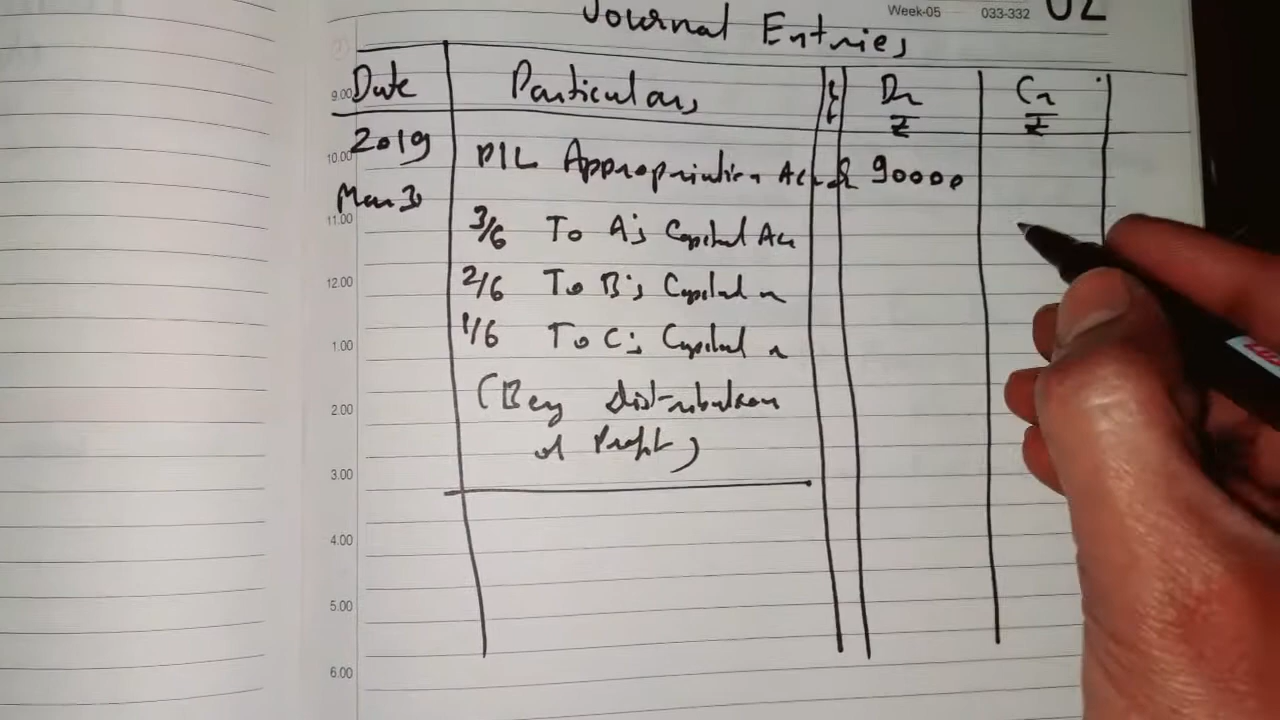 Week-05 033-332 02
Journal Entries
Date Particulars L.F. Dr ₹ Cr ₹
9.00
2019
10.00 P/L Appropriation A/c Dr 90000
Mar 30
11.00 3/6 To A's Capital A/c
12.00 2/6 To B's Capital "
1.00 1/6 To C's Capital "
2.00 (Being distribution
of Profit)
3.00
4.00
5.00
6.00